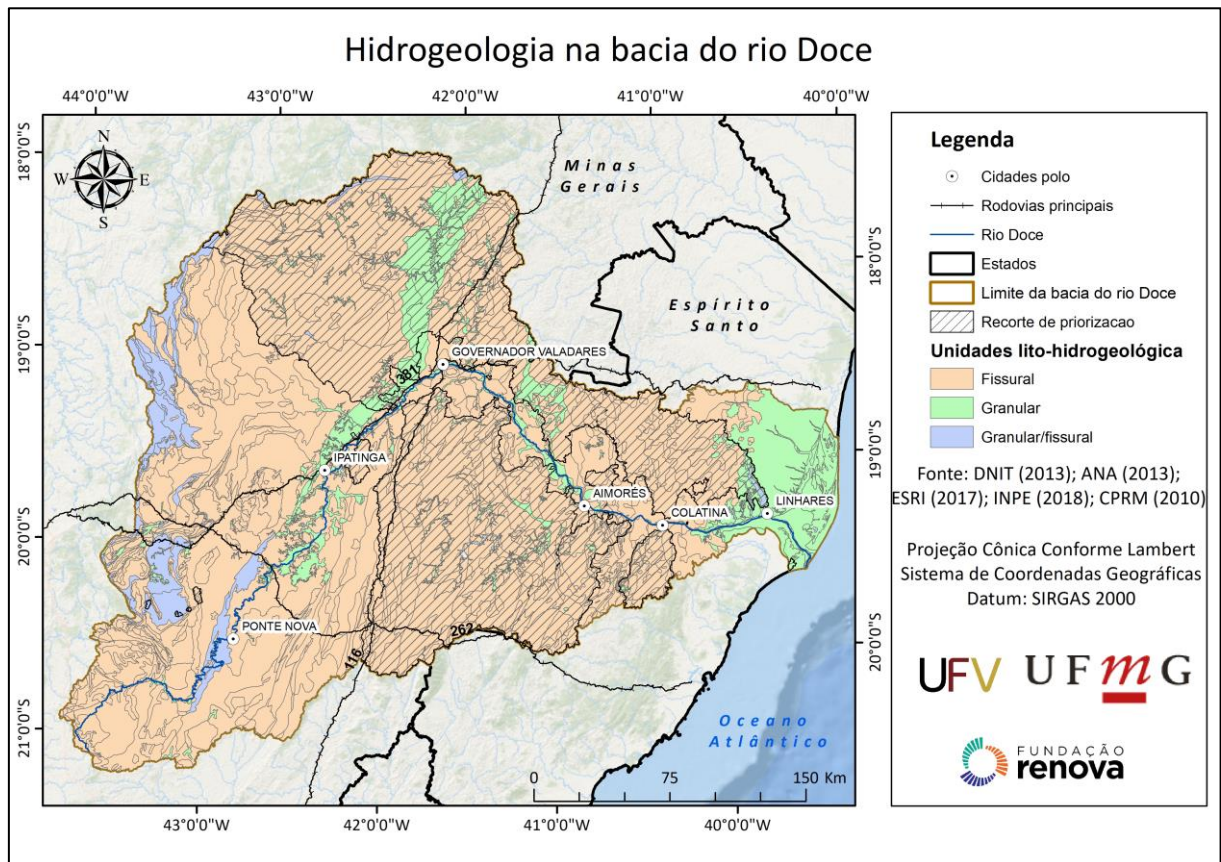 Hidrogeologia na bacia do rio Doce
44°0'0"W
43°0'0"W
42°0'0"W
41°0'0"W
40°0'0"W
18°0'0"S
19°0'0"S
20°0'0"S
21°0'0"S
N
W
E
S
Minas
Gerais
Espírito
Santo
GOVERNADOR VALADARES
381
IPATINGA
AIMORÉS
COLATINA
LINHARES
PONTE NOVA
116
262
Oceano
Atlântico
0
75
150 Km
18°0'0"S
19°0'0"S
20°0'0"S
43°0'0"W
42°0'0"W
41°0'0"W
40°0'0"W
Legenda
Cidades polo
Rodovias principais
Rio Doce
Estados
Limite da bacia do rio Doce
Recorte de priorizacao
Unidades lito-hidrogeológica
Fissural
Granular
Granular/fissural
Fonte: DNIT (2013); ANA (2013);
ESRI (2017); INPE (2018); CPRM (2010)
Projeção Cônica Conforme Lambert
Sistema de Coordenadas Geográficas
Datum: SIRGAS 2000
UFV
UFmG
FUNDAÇÃO
renova